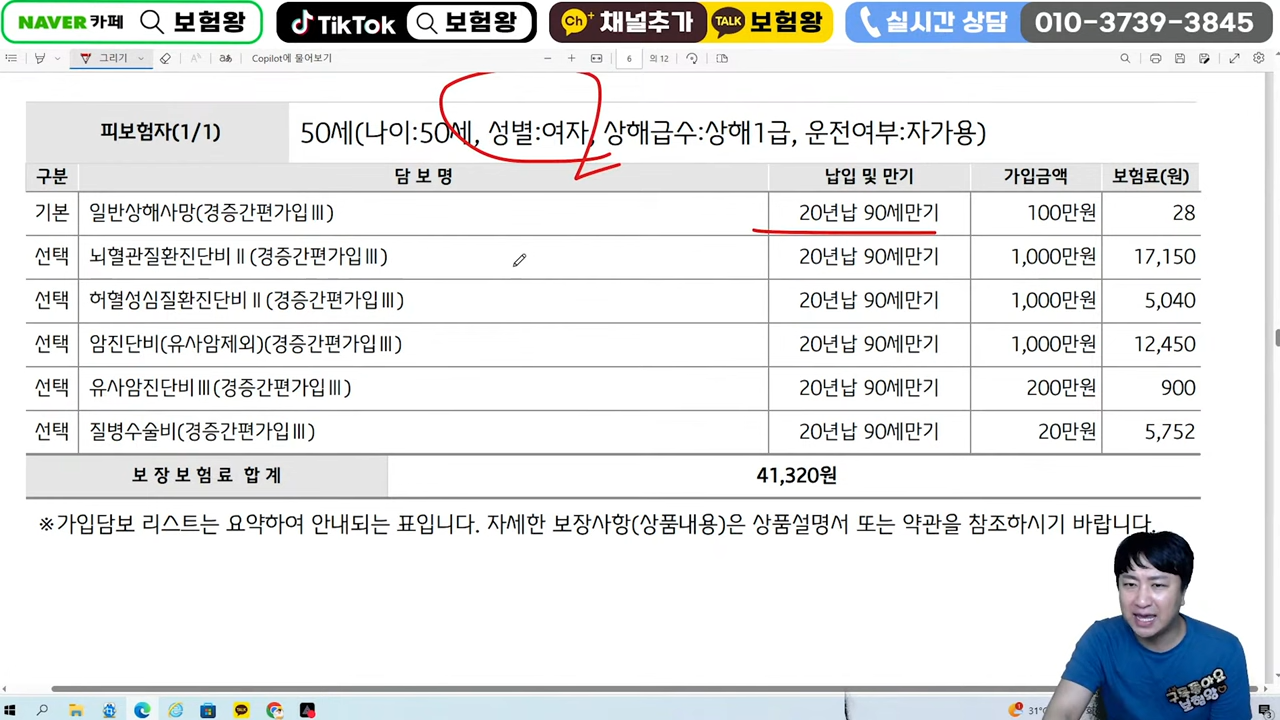 NAVER 카페 보험왕 TikTok 보험왕 Ch+ 채널추가 TALK 보험왕 실시간 상담 010-3739-3845
그리기 Copilot에 물어보기 6 의 12
피보험자(1/1) 50세(나이:50세, 성별:여자, 상해급수:상해1급, 운전여부:자가용)
구분 담 보 명 납입 및 만기 가입금액 보험료(원)
기본 일반상해사망(경증간편가입Ⅲ) 20년납 90세만기 100만원 28
선택 뇌혈관질환진단비Ⅱ(경증간편가입Ⅲ) 20년납 90세만기 1,000만원 17,150
선택 허혈성심질환진단비Ⅱ(경증간편가입Ⅲ) 20년납 90세만기 1,000만원 5,040
선택 암진단비(유사암제외)(경증간편가입Ⅲ) 20년납 90세만기 1,000만원 12,450
선택 유사암진단비Ⅲ(경증간편가입Ⅲ) 20년납 90세만기 200만원 900
선택 질병수술비(경증간편가입Ⅲ) 20년납 90세만기 20만원 5,752
보 장 보 험 료 합 계 41,320원
※가입담보 리스트는 요약하여 안내되는 표입니다. 자세한 보장사항(상품내용)은 상품설명서 또는 약관을 참조하시기 바랍니다.
구독좋아요
보험왕
31°